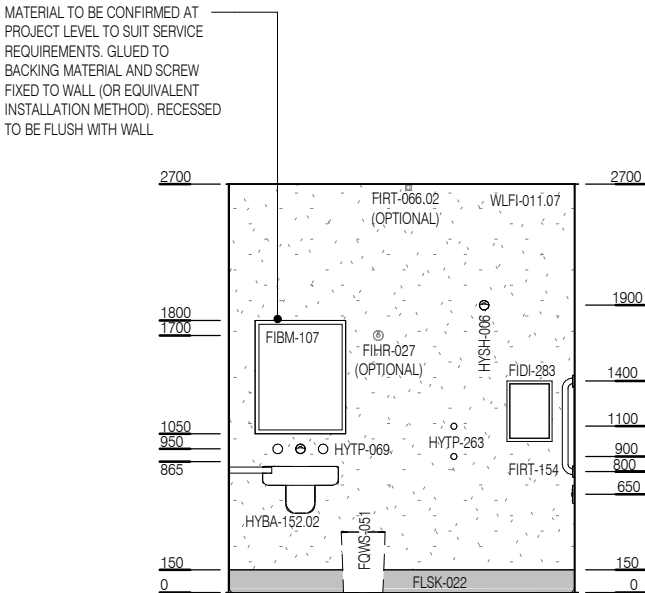 MATERIAL TO BE CONFIRMED AT
PROJECT LEVEL TO SUIT SERVICE
REQUIREMENTS. GLUED TO
BACKING MATERIAL AND SCREW
FIXED TO WALL (OR EQUIVALENT
INSTALLATION METHOD). RECESSED
TO BE FLUSH WITH WALL
2700
2700
FIRT-066.02
(OPTIONAL)
WLFI-011.07
1800
1700
1900
FIBM-107
FIHR-027
(OPTIONAL)
HYSH-006
FIDI-283
1400
1050
950
865
1100
900
800
650
HYTP-069
HYTP-263
FIRT-154
HYBA-152.02
FQWS-051
150
0
FLSK-022
150
0